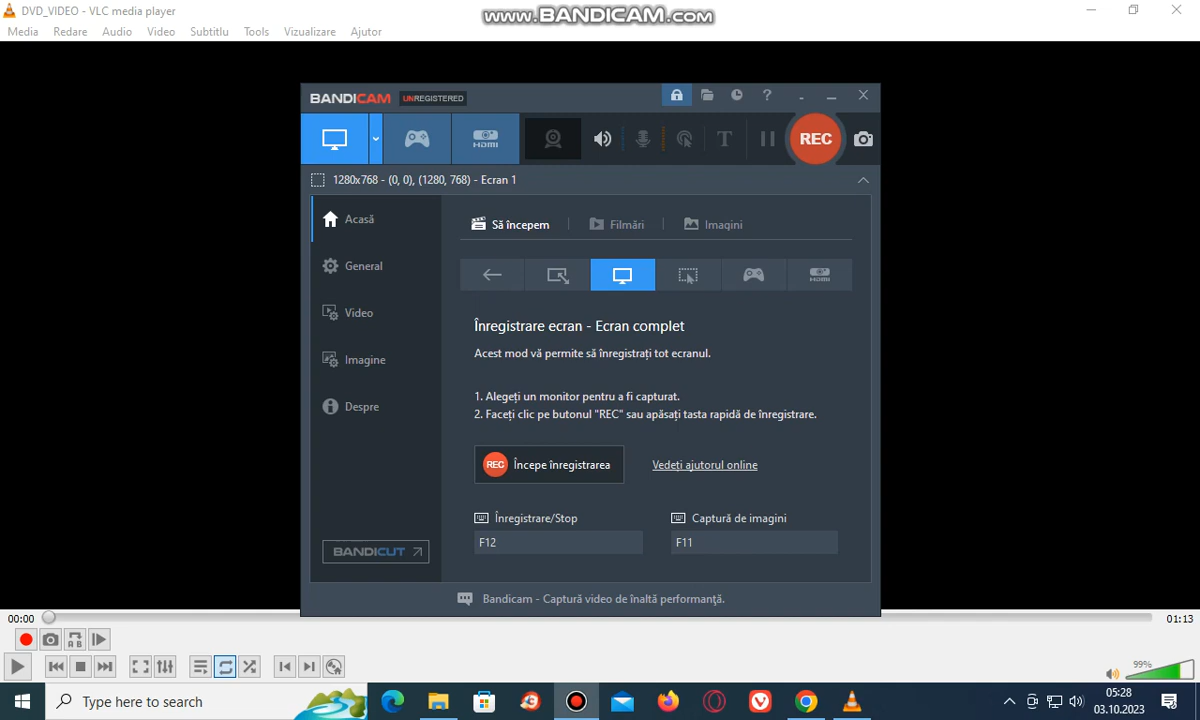 DVD_VIDEO - VLC media player
www.BANDICAM.com
Media Redare Audio Video Subtitlu Tools Vizualizare Ajutor
BANDICAM UNREGISTERED
HDMI
T
REC
1280x768 - (0, 0), (1280, 768) - Ecran 1
Acasă
General
Video
Imagine
Despre
BANDICUT
Să începem
Filmări
Imagini
HDMI
Înregistrare ecran - Ecran complet
Acest mod vă permite să înregistrați tot ecranul.
1. Alegeți un monitor pentru a fi capturat.
2. Faceți clic pe butonul "REC" sau apăsați tasta rapidă de înregistrare.
REC Începe înregistrarea
Vedeți ajutorul online
Înregistrare/Stop
Captură de imagini
F12
F11
Bandicam - Captură video de înaltă performanță.
00:00
01:13
A B
99%
Type here to search
05:28
03.10.2023